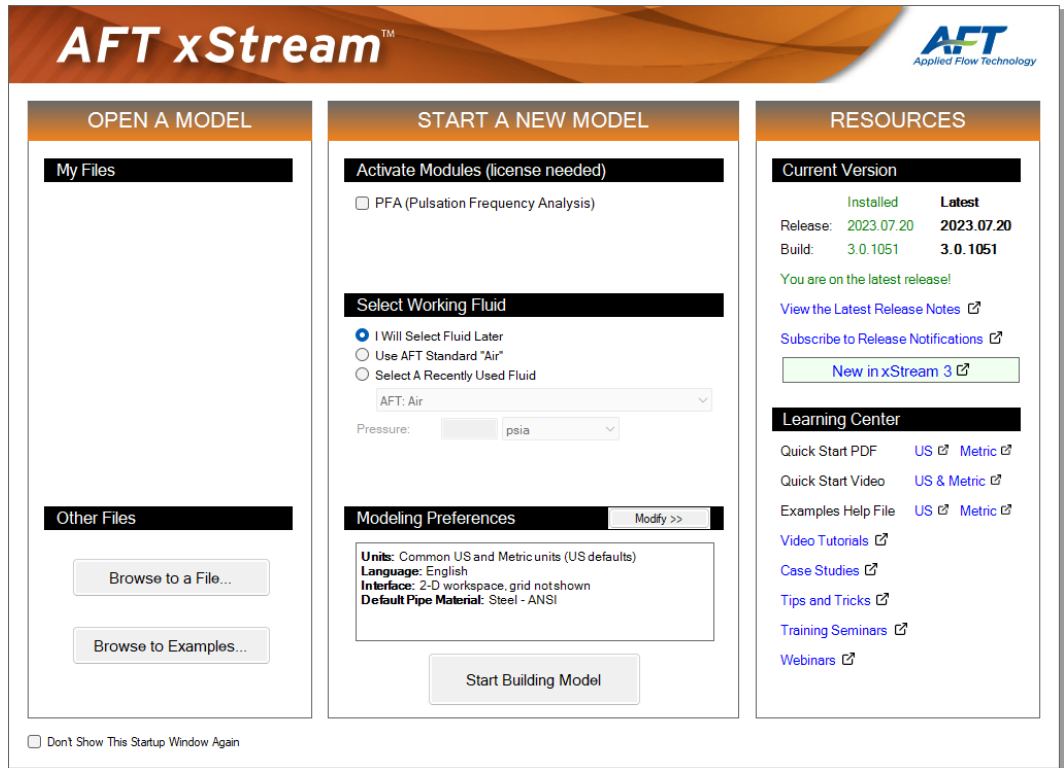 AFT xStream™
AFT
Applied Flow Technology
OPEN A MODEL
My Files
Other Files
Browse to a File...
Browse to Examples...
START A NEW MODEL
Activate Modules (license needed)
PFA (Pulsation Frequency Analysis)
Select Working Fluid
I Will Select Fluid Later
Use AFT Standard "Air"
Select A Recently Used Fluid
AFT: Air
Pressure: psia
Modeling Preferences Modify >>
Units: Common US and Metric units (US defaults)
Language: English
Interface: 2-D workspace, grid not shown
Default Pipe Material: Steel - ANSI
Start Building Model
RESOURCES
Current Version
Installed Latest
Release: 2023.07.20 2023.07.20
Build: 3.0.1051 3.0.1051
You are on the latest release!
View the Latest Release Notes
Subscribe to Release Notifications
New in xStream 3
Learning Center
Quick Start PDF US Metric
Quick Start Video US & Metric
Examples Help File US Metric
Video Tutorials
Case Studies
Tips and Tricks
Training Seminars
Webinars
Don't Show This Startup Window Again